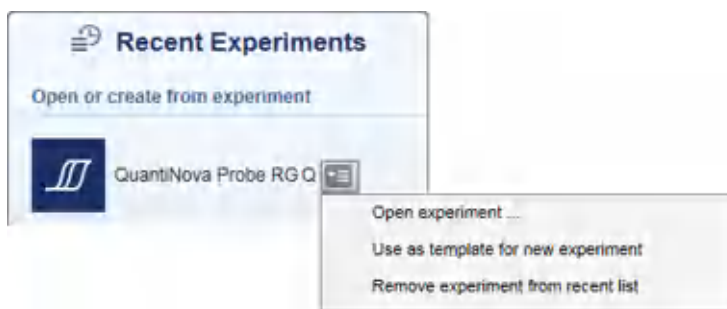 Recent Experiments
Open or create from experiment
QuantiNova Probe RG Q
Open experiment ...
Use as template for new experiment
Remove experiment from recent list